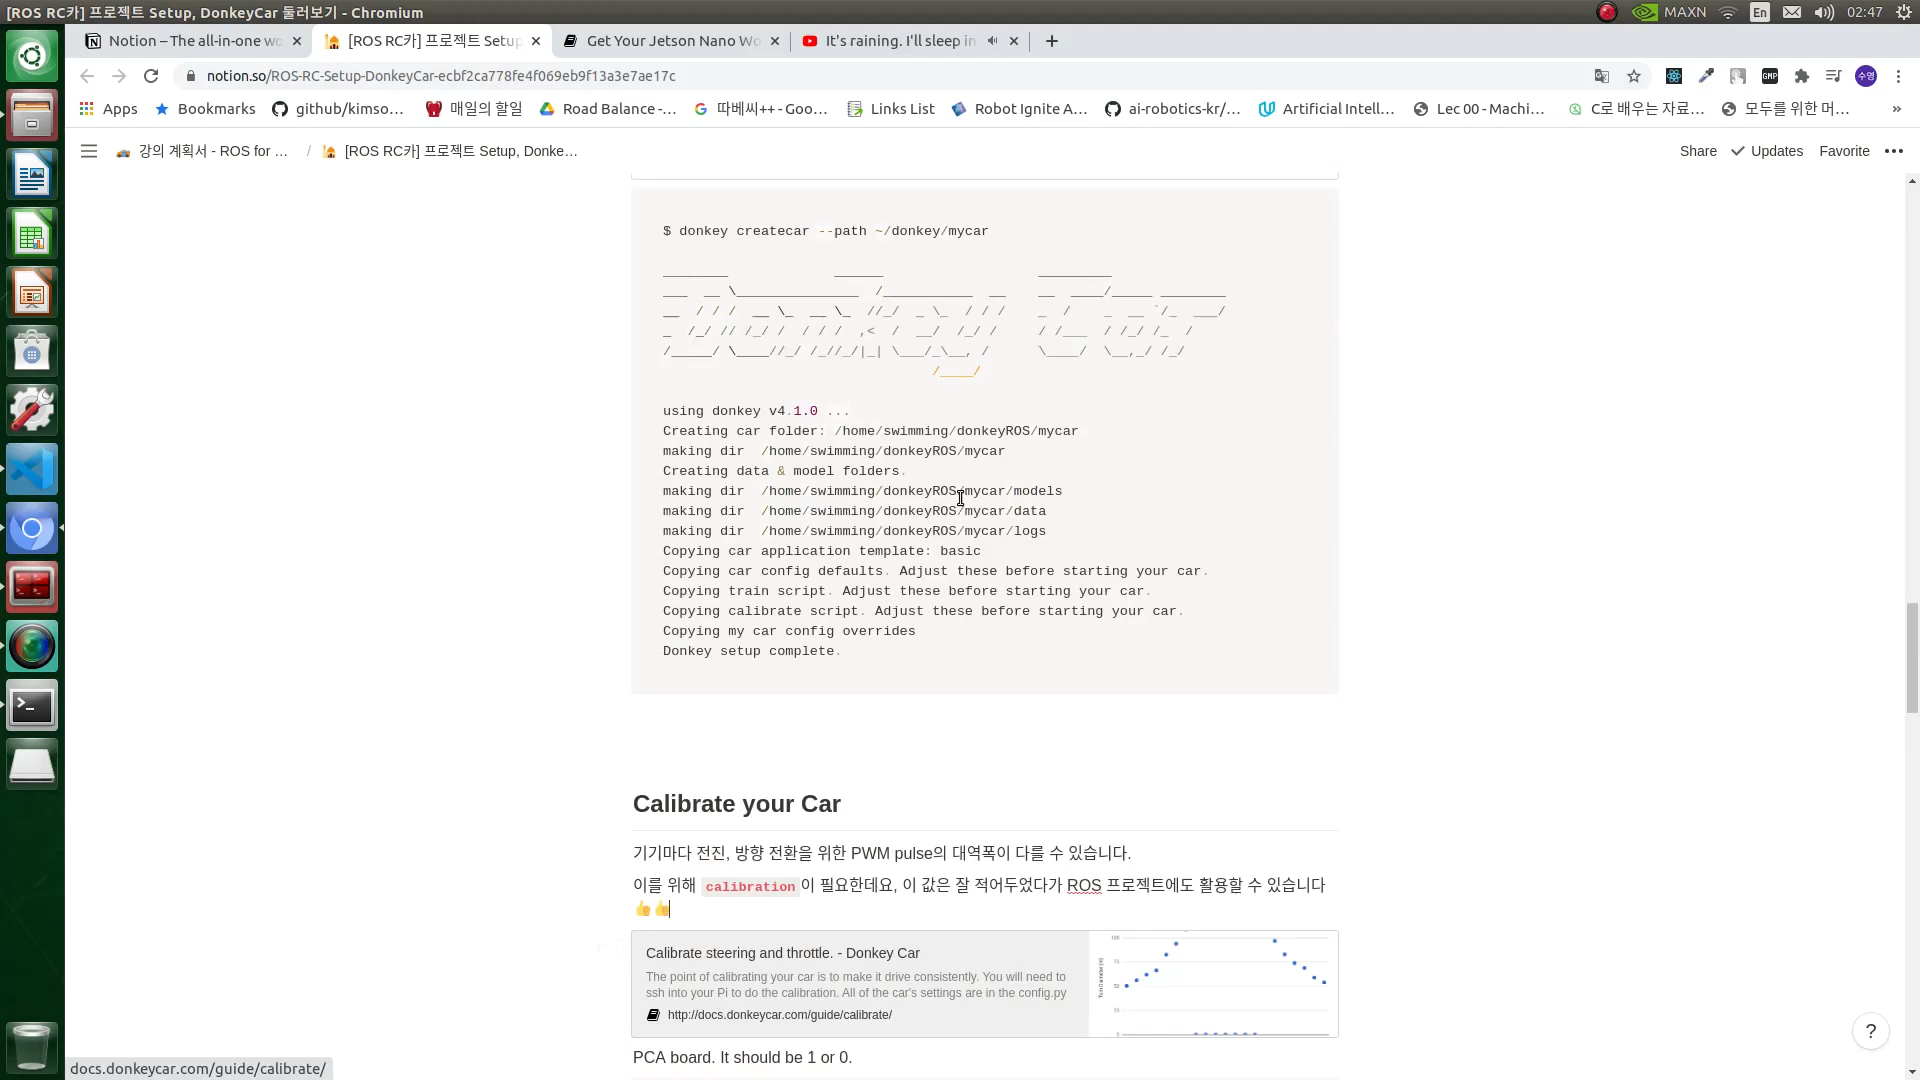 [ROS RC카] 프로젝트 Setup, DonkeyCar 둘러보기 - Chromium
MAXN
En
02:47
Notion – The all-in-one wo
[ROS RC카] 프로젝트 Setup
Get Your Jetson Nano Wo
It's raining. I'll sleep in
notion.so/ROS-RC-Setup-DonkeyCar-ecbf2ca778fe4f069eb9f13a3e7ae17c
GMP
수영
Apps
Bookmarks
github/kimso...
매일의 할일
Road Balance -...
따베씨++ - Goo...
Links List
Robot Ignite A...
ai-robotics-kr/...
Artificial Intell...
Lec 00 - Machi...
C로 배우는 자료...
모두를 위한 머...
»
강의 계획서 - ROS for ...
/
[ROS RC카] 프로젝트 Setup, Donke...
Share
Updates
Favorite
$ donkey createcar --path ~/donkey/mycar
using donkey v4.1.0 ...
Creating car folder: /home/swimming/donkeyROS/mycar
making dir  /home/swimming/donkeyROS/mycar
Creating data & model folders.
making dir  /home/swimming/donkeyROS/mycar/models
making dir  /home/swimming/donkeyROS/mycar/data
making dir  /home/swimming/donkeyROS/mycar/logs
Copying car application template: basic
Copying car config defaults. Adjust these before starting your car.
Copying train script. Adjust these before starting your car.
Copying calibrate script. Adjust these before starting your car.
Copying my car config overrides
Donkey setup complete.
Calibrate your Car
기기마다 전진, 방향 전환을 위한 PWM pulse의 대역폭이 다를 수 있습니다.
이를 위해 calibration이 필요한데요, 이 값은 잘 적어두었다가 ROS 프로젝트에도 활용할 수 있습니다
👍👍
Calibrate steering and throttle. - Donkey Car
The point of calibrating your car is to make it drive consistently. You will need to
ssh into your Pi to do the calibration. All of the car's settings are in the config.py
http://docs.donkeycar.com/guide/calibrate/
PCA board. It should be 1 or 0.
?
docs.donkeycar.com/guide/calibrate/